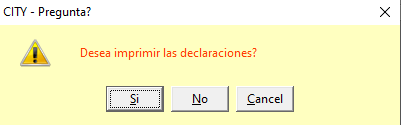 CITY - Pregunta?
Desea imprimir las declaraciones?
Si No Cancel